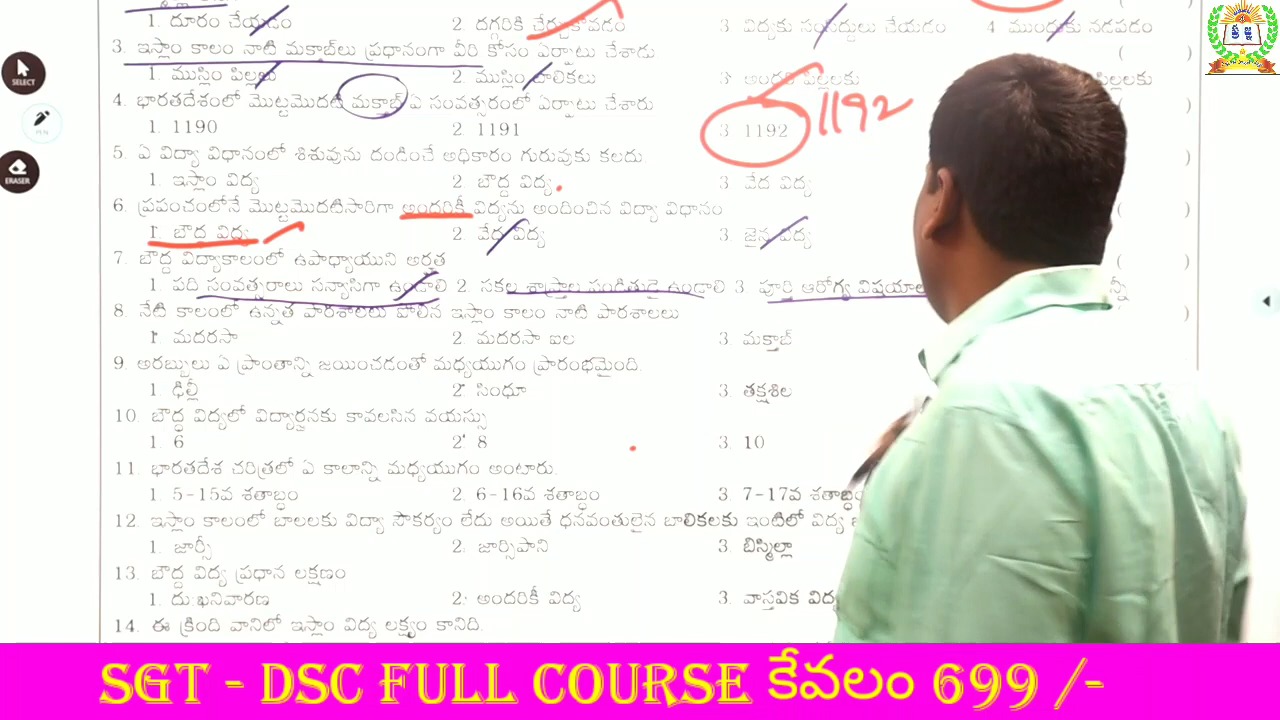 1. దూరం చేయడం 2. దగ్గరికి చేర్చుకోవడం 3 విద్యకు సంసిద్ధులు చేయడం 4. ముందుకు నడపడం
3. ఇస్లాం కాలం నాటి మక్తాబ్‌లు ప్రధానంగా వీరి కోసం ఏర్పాటు చేశారు (
1. ముస్లిం పిల్లలు 2. ముస్లిం బాలికలు 3 అందరి పిల్లలకు పిల్లలకు
4. భారతదేశంలో మొట్టమొదటి మక్తాబ్ ఏ సంవత్సరంలో ఏర్పాటు చేశారు ( )
1. 1190 2. 1191 3 1192 1192
5. ఏ విద్యా విధానంలో శిశువును దండించే అధికారం గురువుకు కలదు. )
SELECT
PEN
ERASER
1. ఇస్లాం విద్య 2. బౌద్ధ విద్య 3 వేద విద్య
6. ప్రపంచంలోనే మొట్టమొదటిసారిగా అందరికీ విద్యను అందించిన విద్యా విధానం )
1. బౌద్ధ విద్య 2. వేద విద్య 3. జైన విద్య
7. బౌద్ధ విద్యాకాలంలో ఉపాధ్యాయుని అర్హత ( )
1. పది సంవత్సరాలు సన్యాసిగా ఉండాలి 2. సకల శాస్త్రాల పండితుడై ఉండాలి 3 పూర్తి ఆరోగ్య
8. నేటి కాలంలో ఉన్నత పాఠశాలలు పోలిన ఇస్లాం కాలం నాటి పాఠశాలలు ( )
1. మదరసా 2. మదరసా ఐల 3. మక్తాబ్
9. అరబ్బులు ఏ ప్రాంతాన్ని జయించడంతో మధ్యయుగం ప్రారంభమైంది.
1. ఢిల్లీ 2. సింధూ 3. తక్షశిల
10. బౌద్ధ విద్యలో విద్యార్జనకు కావలసిన వయస్సు
1. 6 2. 8 3. 10
11. భారతదేశ చరిత్రలో ఏ కాలాన్ని మధ్యయుగం అంటారు.
1. 5-15వ శతాబ్దం 2. 6-16వ శతాబ్దం 3. 7-17వ శతాబ్దం
12. ఇస్లాం కాలంలో బాలలకు విద్యా సౌకర్యం లేదు అయితే ధనవంతులైన బాలికలకు ఇంటిలో విద్య
1. జార్సీ 2. జార్సిపాని 3. బిస్మిల్లా
13. బౌద్ధ విద్య ప్రధాన లక్షణం
1. దుఃఖనివారణ 2. అందరికీ విద్య 3. వాస్తవిక విద్య
14. ఈ క్రింది వానిలో ఇస్లాం విద్య లక్ష్యం కానిది.
SGT - DSC FULL COURSE కేవలం 699 /-